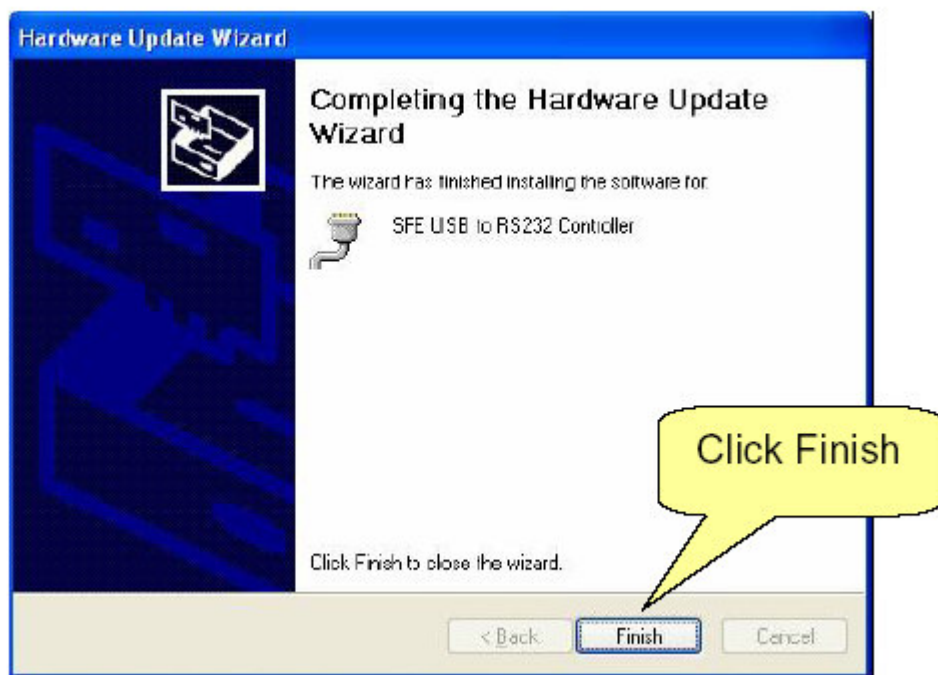 Hardware Update Wizard
Completing the Hardware Update
Wizard
The wizard has finished installing the software for:
SFE USB to RS232 Controller
Click Finish
Click Finish to close the wizard.
< Back
Finish
Cancel